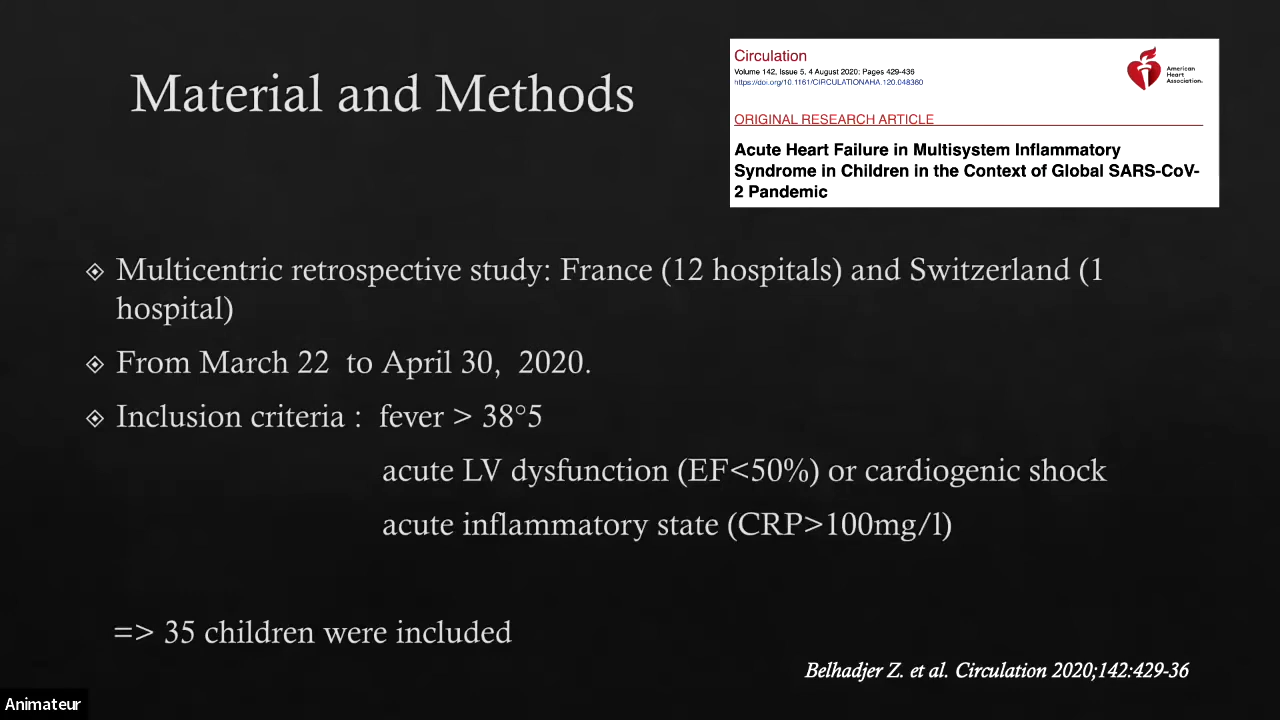 Material and Methods
Circulation
Volume 142, Issue 5, 4 August 2020; Pages 429-436
https://doi.org/10.1161/CIRCULATIONAHA.120.048360
American
Heart
Association.
ORIGINAL RESEARCH ARTICLE
Acute Heart Failure in Multisystem Inflammatory
Syndrome in Children in the Context of Global SARS-CoV-
2 Pandemic
Multicentric retrospective study: France (12 hospitals) and Switzerland (1
hospital)
From March 22 to April 30, 2020.
Inclusion criteria : fever > 38°5
acute LV dysfunction (EF<50%) or cardiogenic shock
acute inflammatory state (CRP>100mg/l)
=> 35 children were included
Belhadjer Z. et al. Circulation 2020;142:429-36
Animateur